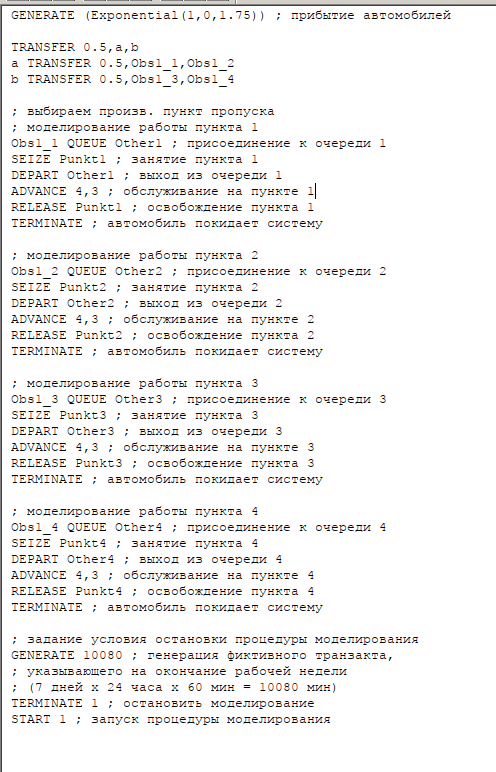 GENERATE (Exponential(1,0,1.75)) ; прибытие автомобилей
TRANSFER 0.5,a,b
a TRANSFER 0.5,Obs1_1,Obs1_2
b TRANSFER 0.5,Obs1_3,Obs1_4
; выбираем произв. пункт пропуска
; моделирование работы пункта 1
Obs1_1 QUEUE Other1 ; присоединение к очереди 1
SEIZE Punkt1 ; занятие пункта 1
DEPART Other1 ; выход из очереди 1
ADVANCE 4,3 ; обслуживание на пункте 1
RELEASE Punkt1 ; освобождение пункта 1
TERMINATE ; автомобиль покидает систему
; моделирование работы пункта 2
Obs1_2 QUEUE Other2 ; присоединение к очереди 2
SEIZE Punkt2 ; занятие пункта 2
DEPART Other2 ; выход из очереди 2
ADVANCE 4,3 ; обслуживание на пункте 2
RELEASE Punkt2 ; освобождение пункта 2
TERMINATE ; автомобиль покидает систему
; моделирование работы пункта 3
Obs1_3 QUEUE Other3 ; присоединение к очереди 3
SEIZE Punkt3 ; занятие пункта 3
DEPART Other3 ; выход из очереди 3
ADVANCE 4,3 ; обслуживание на пункте 3
RELEASE Punkt3 ; освобождение пункта 3
TERMINATE ; автомобиль покидает систему
; моделирование работы пункта 4
Obs1_4 QUEUE Other4 ; присоединение к очереди 4
SEIZE Punkt4 ; занятие пункта 4
DEPART Other4 ; выход из очереди 4
ADVANCE 4,3 ; обслуживание на пункте 4
RELEASE Punkt4 ; освобождение пункта 4
TERMINATE ; автомобиль покидает систему
; задание условия остановки процедуры моделирования
GENERATE 10080 ; генерация фиктивного транзакта,
; указывающего на окончание рабочей недели
; (7 дней x 24 часа x 60 мин = 10080 мин)
TERMINATE 1 ; остановить моделирование
START 1 ; запуск процедуры моделирования